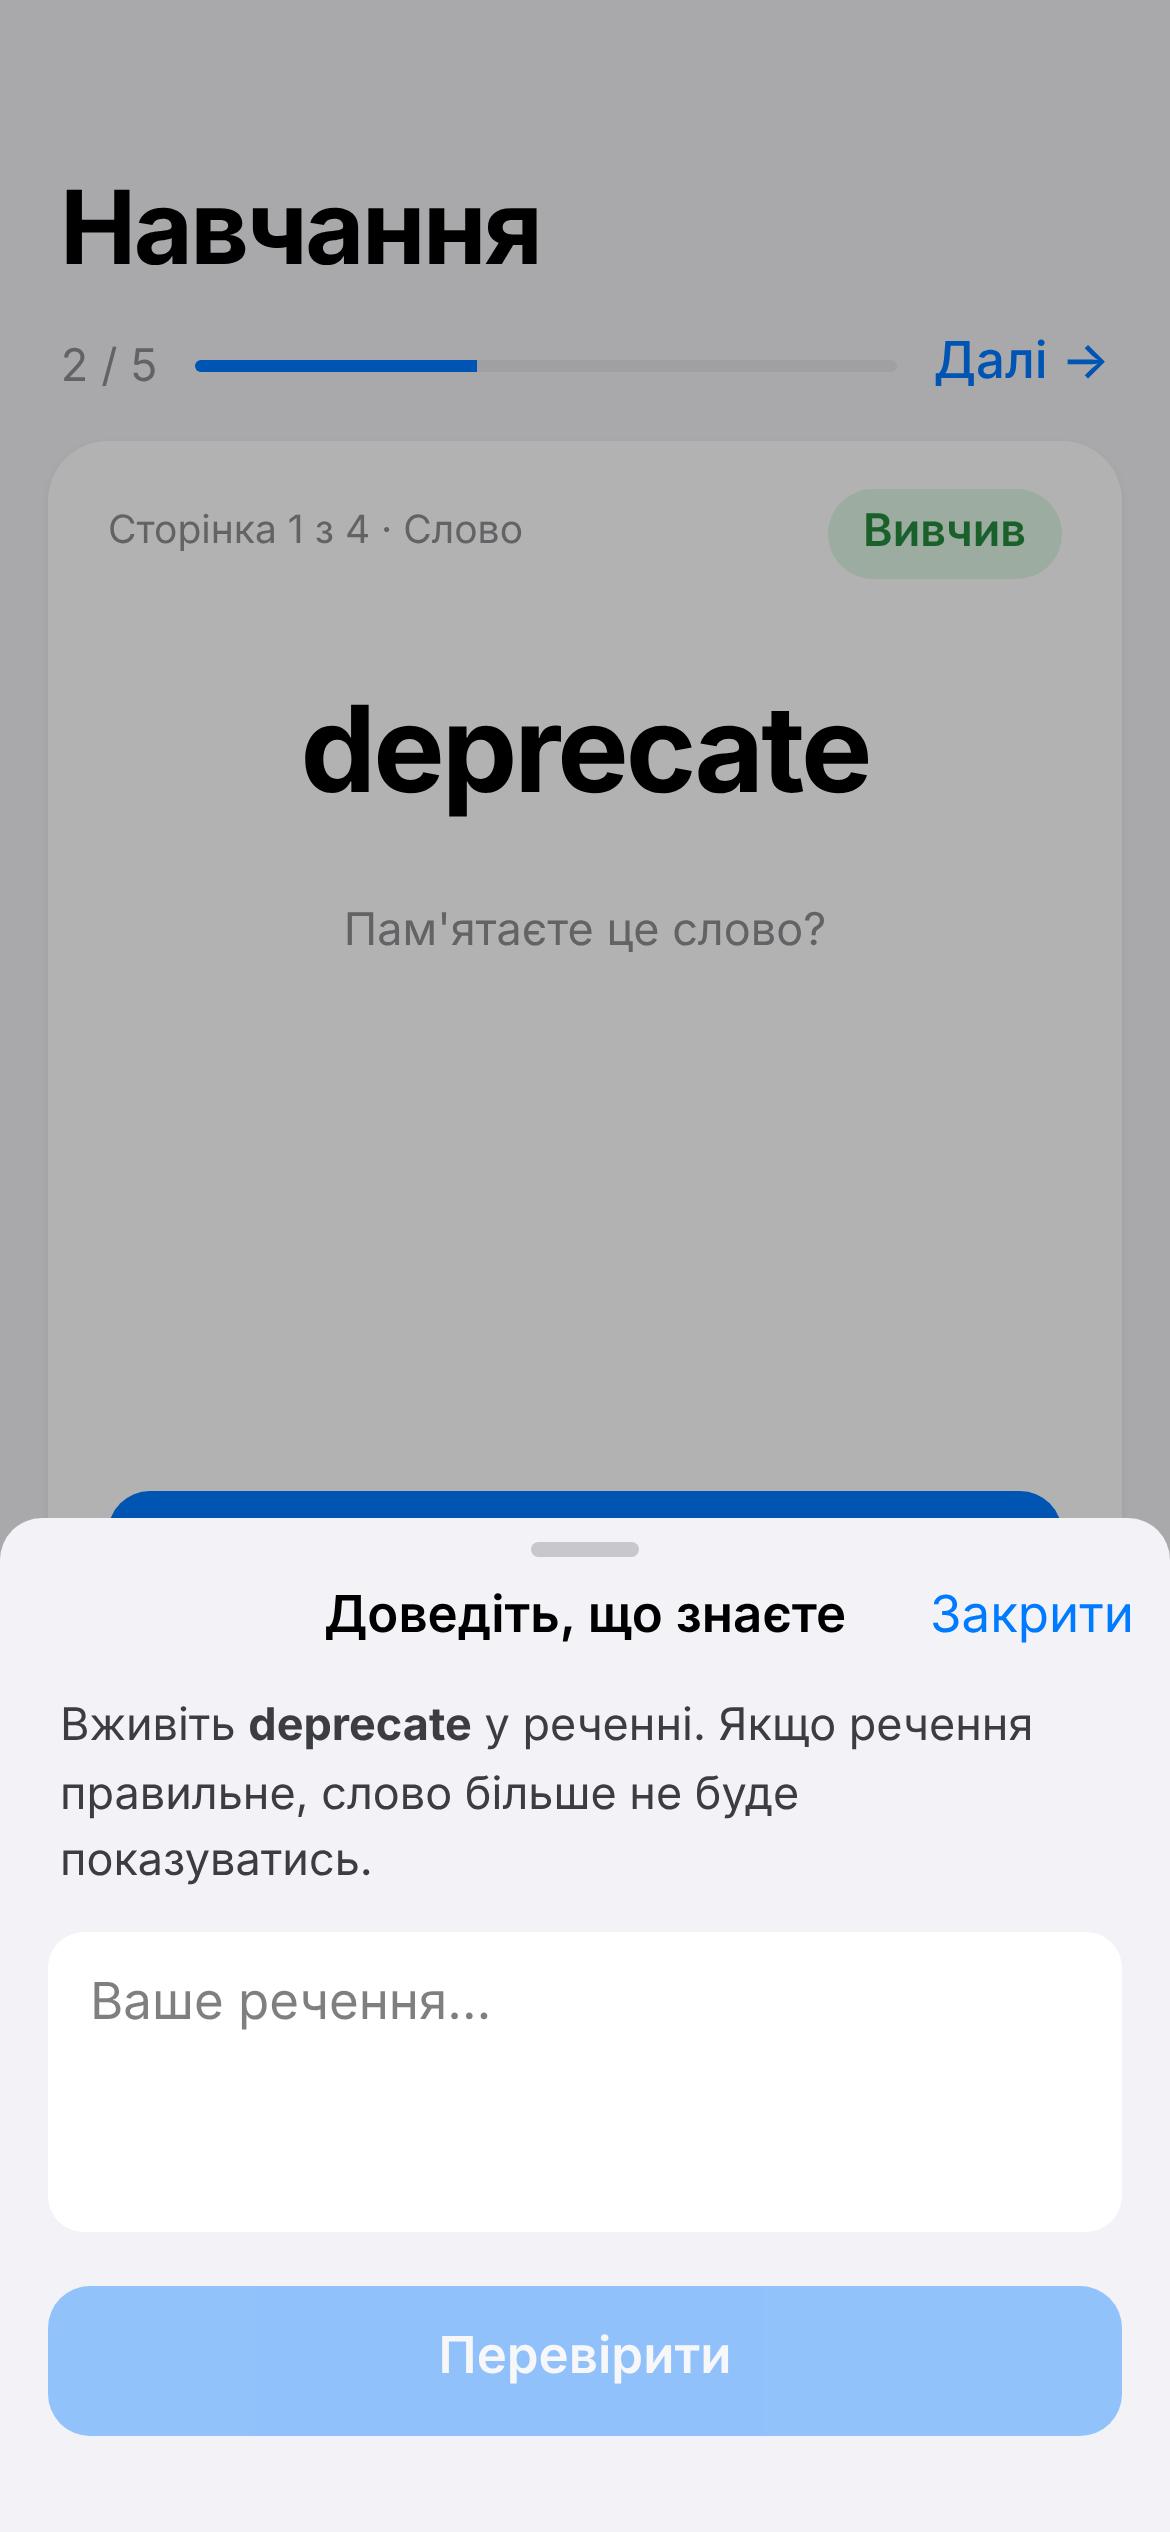 Навчання
2 / 5
Далі →
Сторінка 1 з 4 · Слово
Вивчив
deprecate
Пам'ятаєте це слово?
Доведіть, що знаєте
Закрити
Вживіть deprecate у реченні. Якщо речення
правильне, слово більше не буде
показуватись.
Ваше речення...
Перевірити